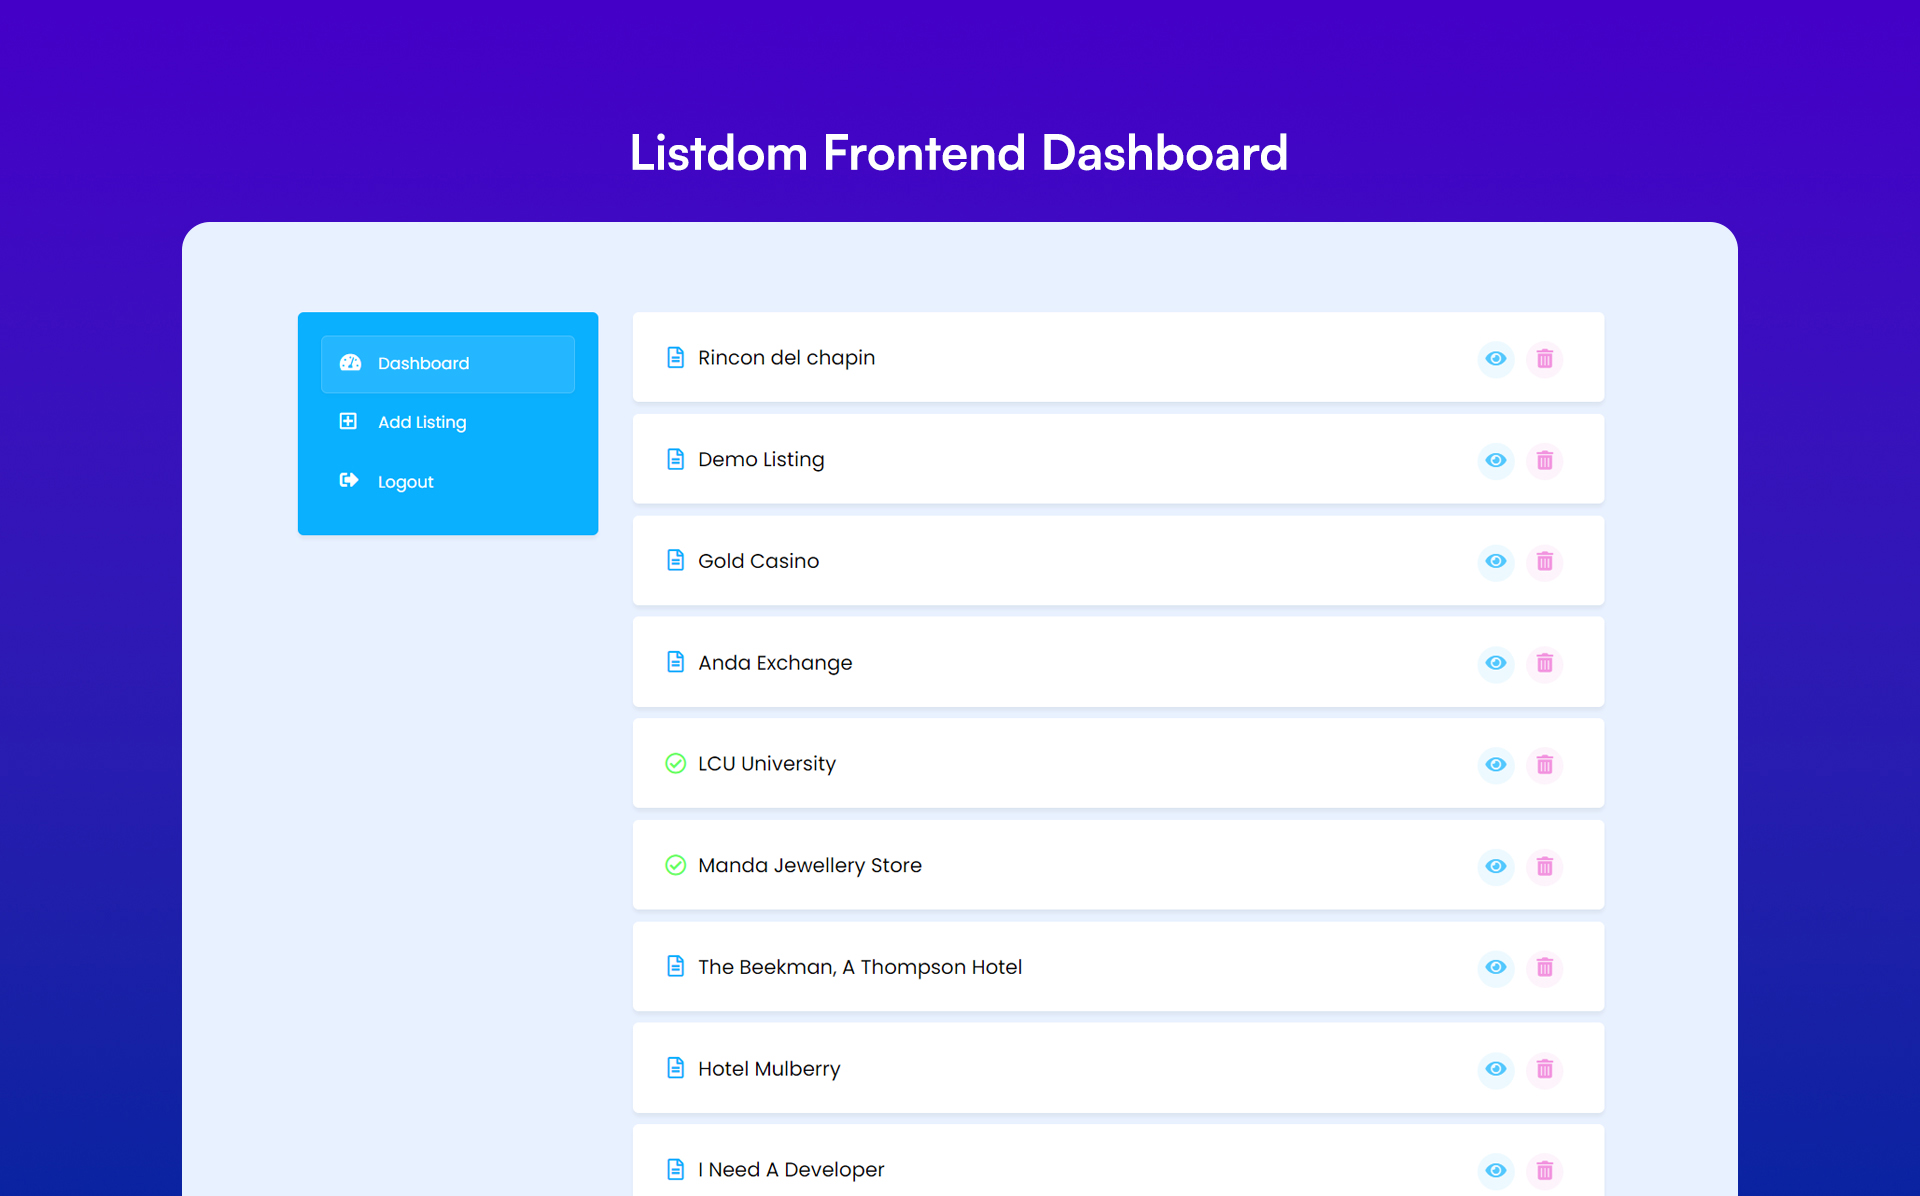 Listdom Frontend Dashboard
Dashboard
Add Listing
Logout
Rincon del chapin
Demo Listing
Gold Casino
Anda Exchange
LCU University
Manda Jewellery Store
The Beekman, A Thompson Hotel
Hotel Mulberry
I Need A Developer